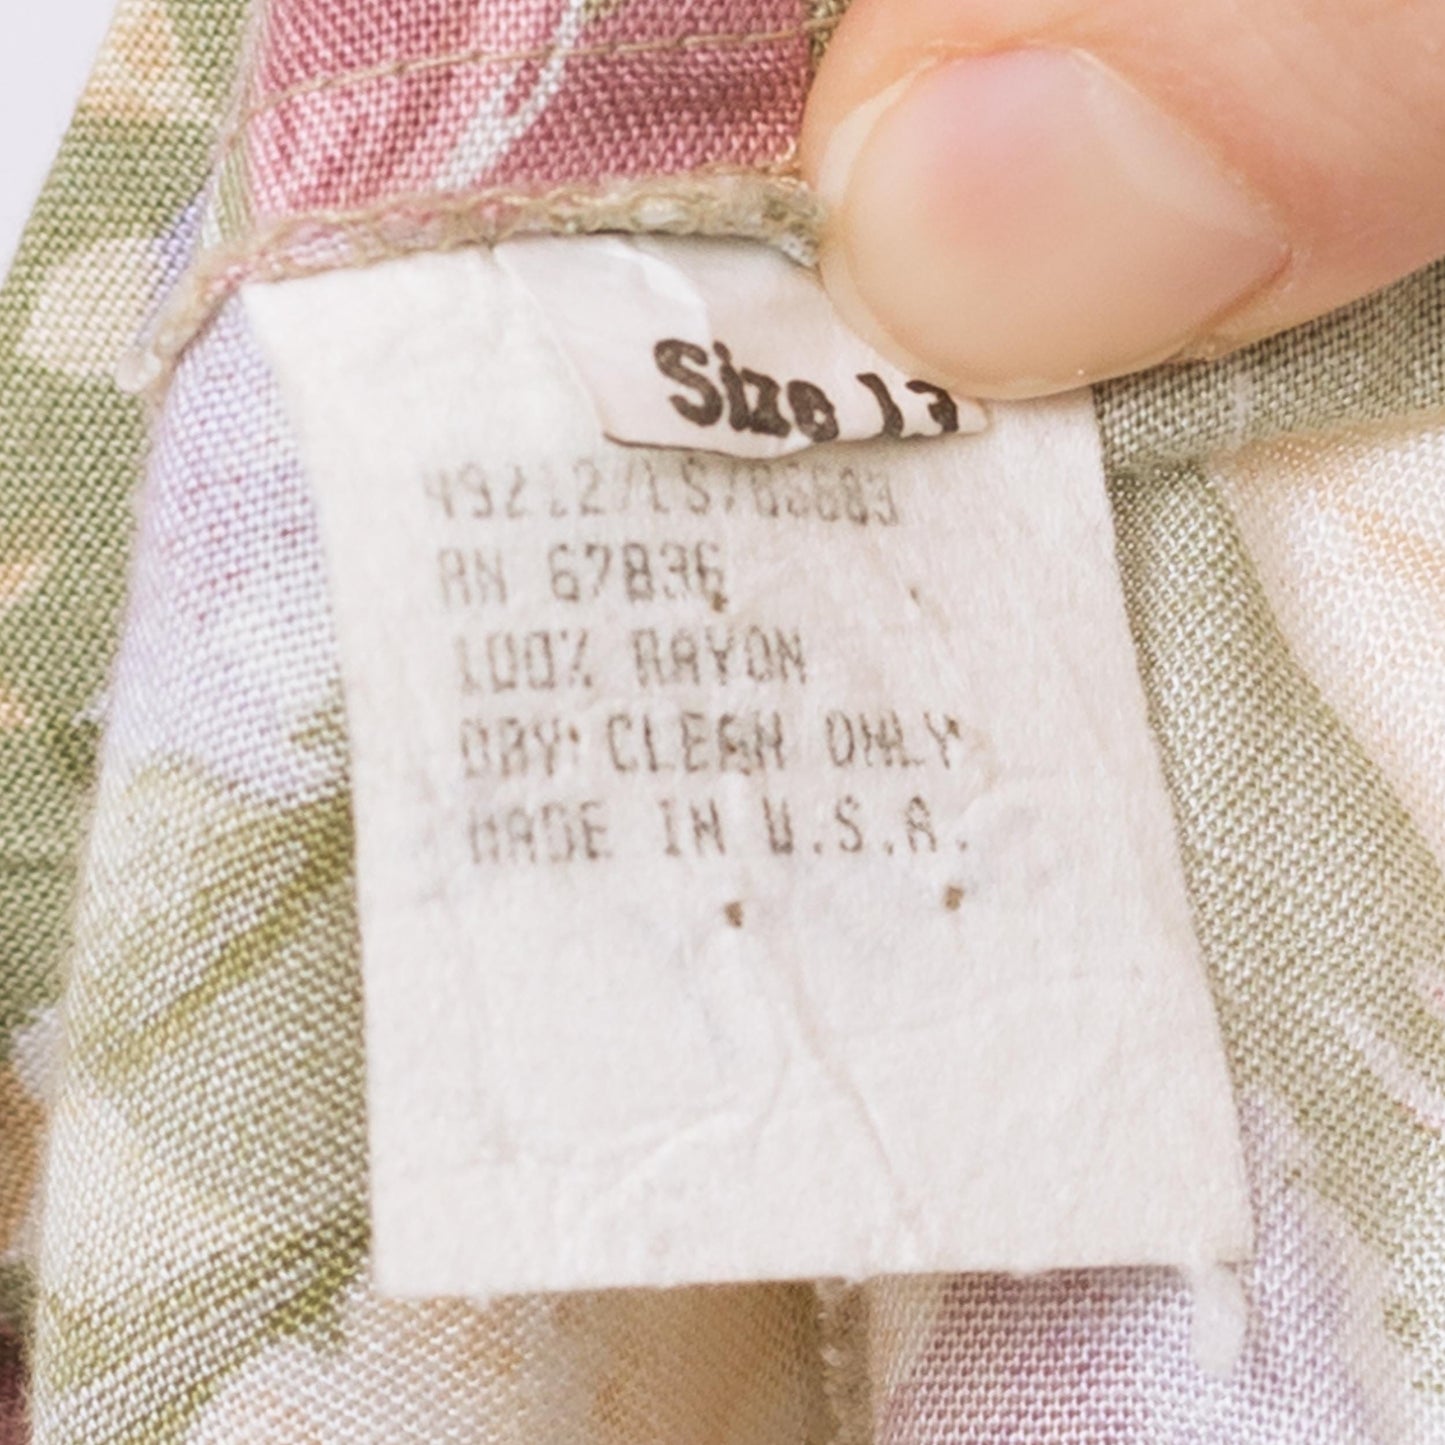 Size 13
RN 67836
100% RAYON
DRY CLEAN ONLY
MADE IN U.S.A.